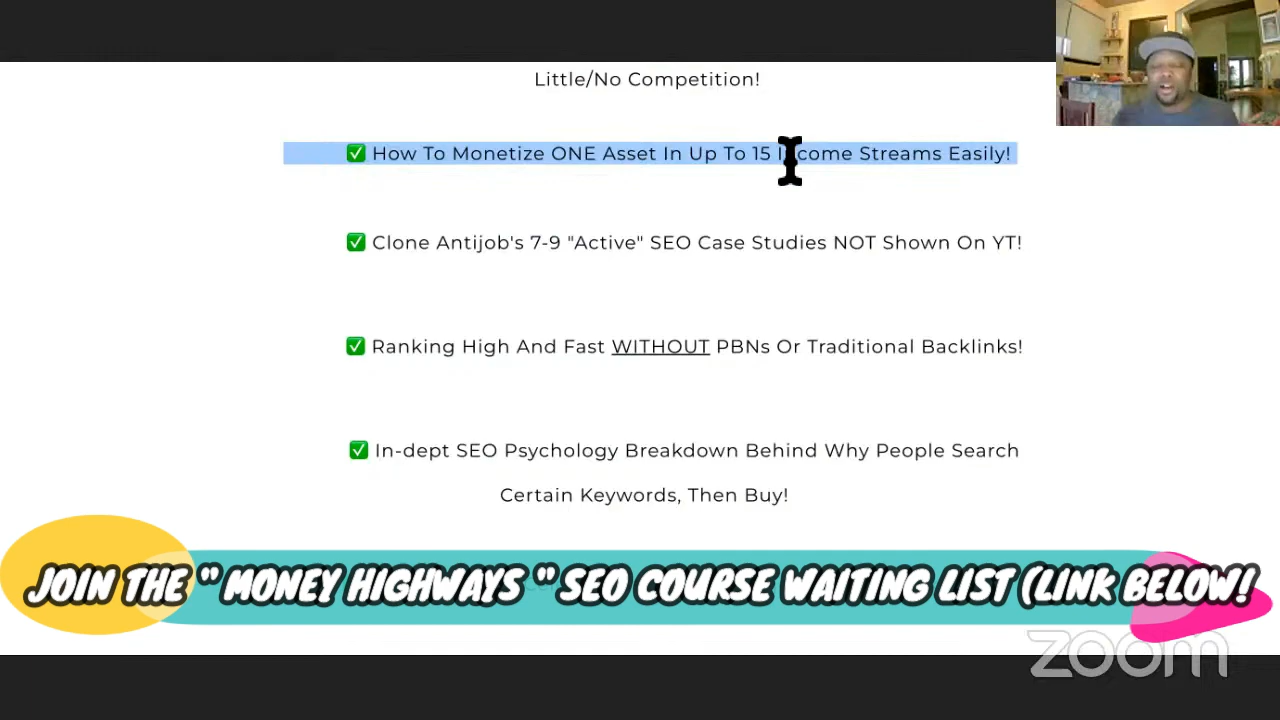 Little/No Competition!
✅ How To Monetize ONE Asset In Up To 15 Income Streams Easily!
✅ Clone Antijob's 7-9 "Active" SEO Case Studies NOT Shown On YT!
✅ Ranking High And Fast WITHOUT PBNs Or Traditional Backlinks!
✅ In-dept SEO Psychology Breakdown Behind Why People Search
Certain Keywords, Then Buy!
JOIN THE " MONEY HIGHWAYS " SEO COURSE WAITING LIST (LINK BELOW!
zoom